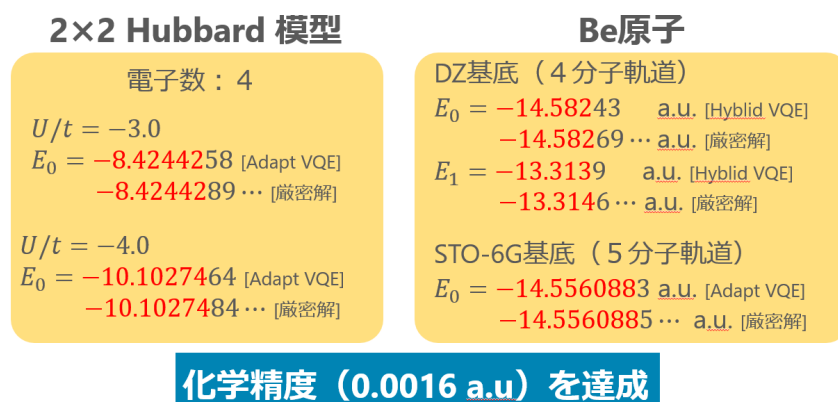 2×2 Hubbard 模型
電子数：４
U/t = −3.0
E₀ = −8.4244258 [Adapt VQE]
−8.4244289⋯ [厳密解]
U/t = −4.0
E₀ = −10.1027464 [Adapt VQE]
−10.1027484⋯ [厳密解]
Be原子
DZ基底（４分子軌道）
E₀ = −14.58243 a.u. [Hyblid VQE]
−14.58269⋯ a.u. [厳密解]
E₁ = −13.3139 a.u. [Hyblid VQE]
−13.3146⋯ a.u. [厳密解]
STO-6G基底（５分子軌道）
E₀ = −14.5560883 a.u. [Adapt VQE]
−14.5560885⋯ a.u. [厳密解]
化学精度（0.0016 a.u）を達成